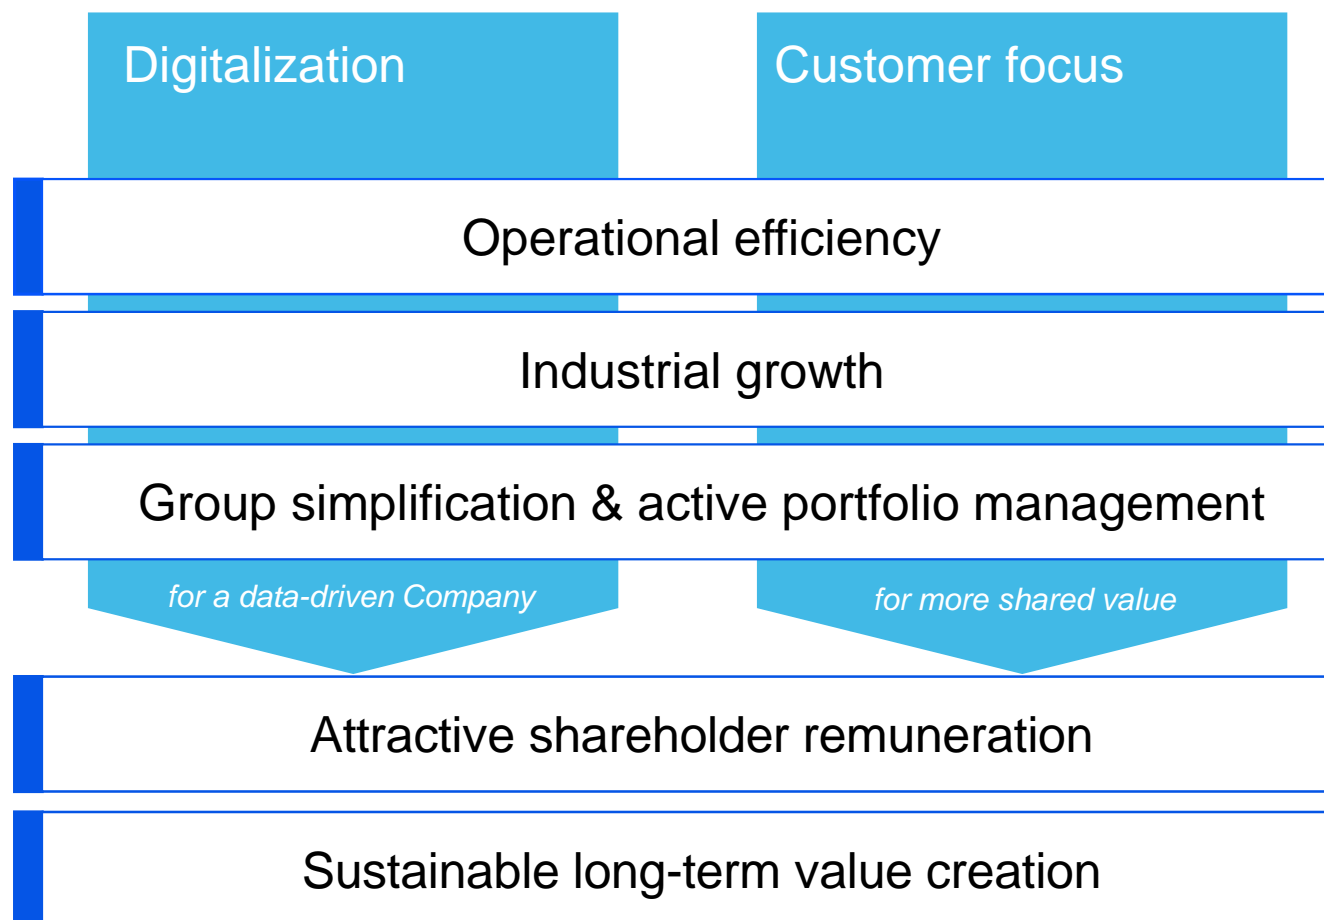 Digitalization
Customer focus
Operational efficiency
Industrial growth
Group simplification & active portfolio management
for a data-driven Company
for more shared value
Attractive shareholder remuneration
Sustainable long-term value creation